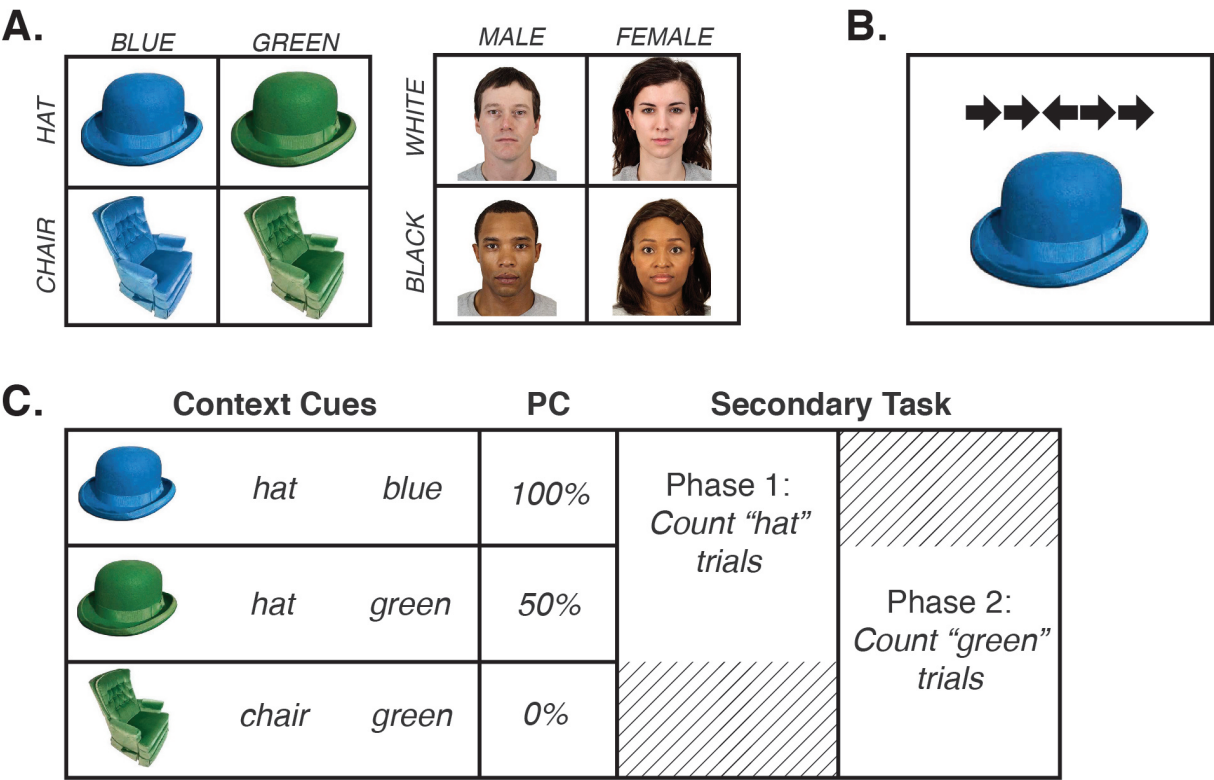 A.
BLUE GREEN
HAT
CHAIR
MALE FEMALE
WHITE
BLACK
B.
C.
Context Cues PC Secondary Task
hat blue 100%
Phase 1:
Count “hat”
trials
hat green 50%
Phase 2:
Count “green”
trials
chair green 0%